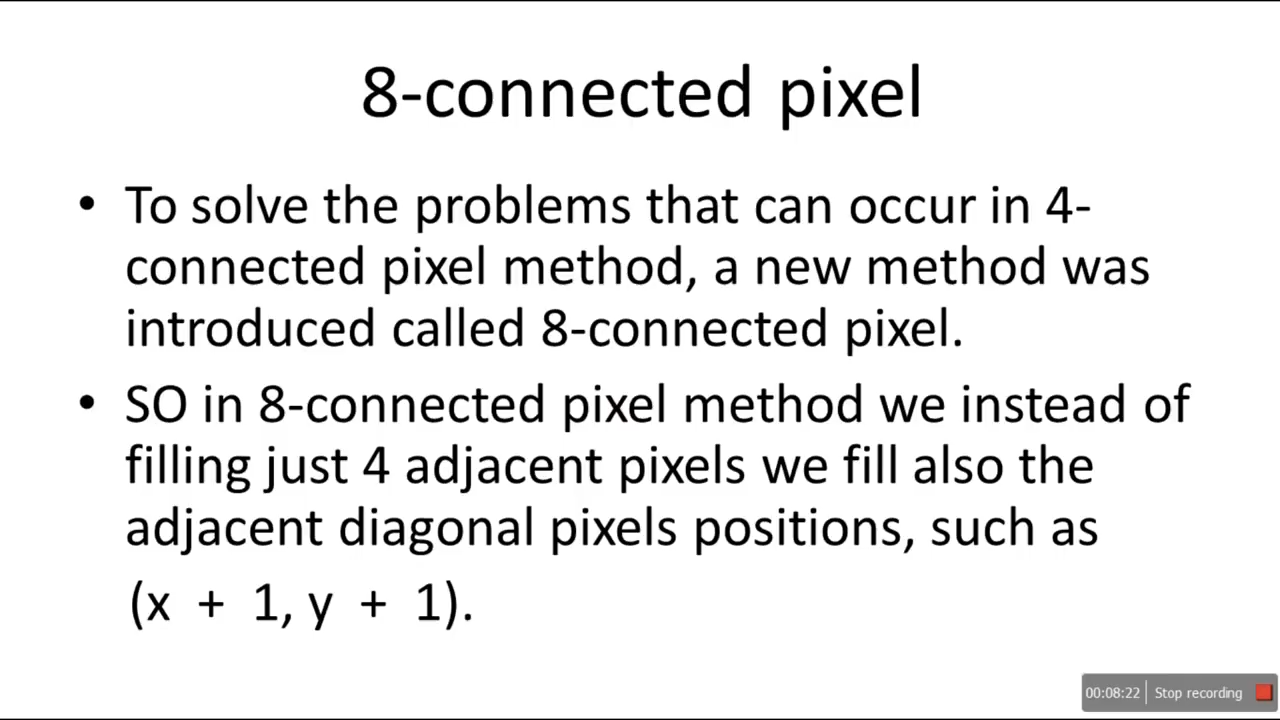 8-connected pixel
• To solve the problems that can occur in 4-
connected pixel method, a new method was
introduced called 8-connected pixel.
• SO in 8-connected pixel method we instead of
filling just 4 adjacent pixels we fill also the
adjacent diagonal pixels positions, such as
(x + 1, y + 1).
00:08:22 Stop recording